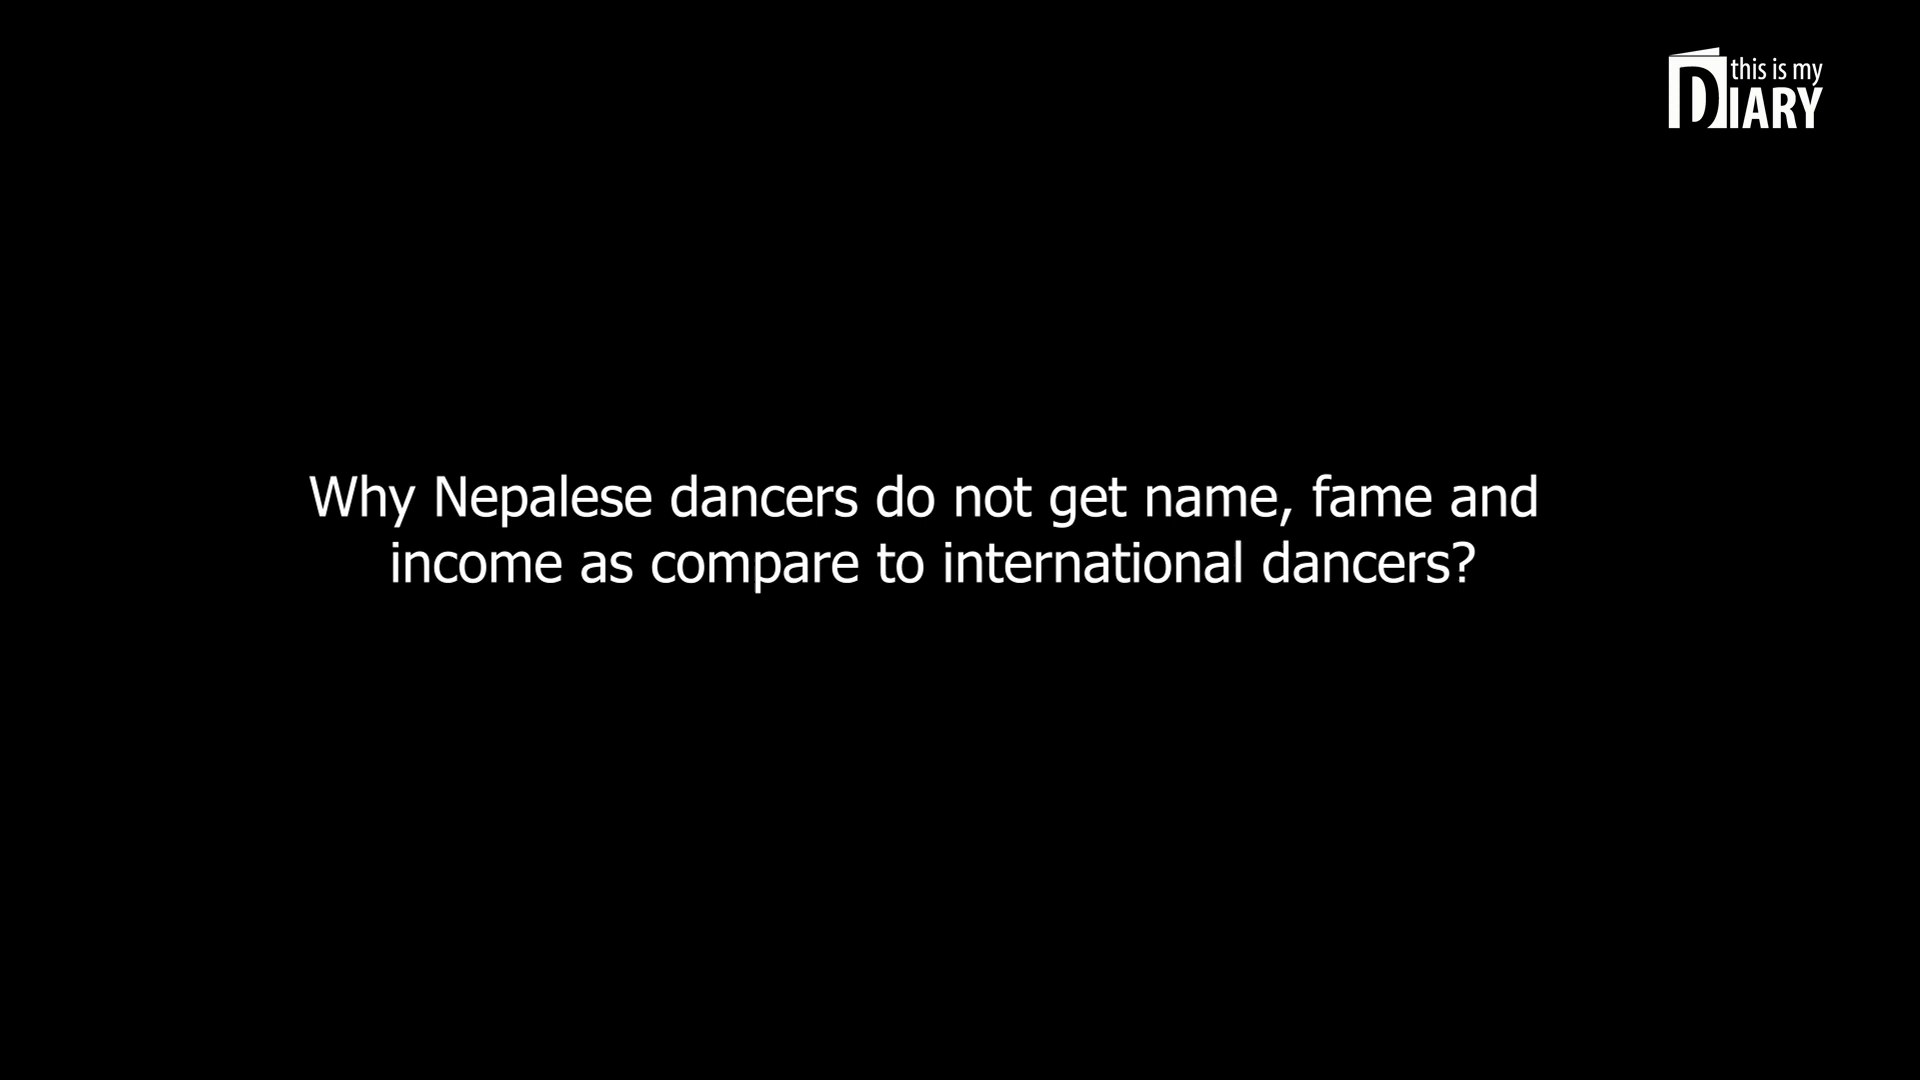 this is my
DIARY
Why Nepalese dancers do not get name, fame and
income as compare to international dancers?